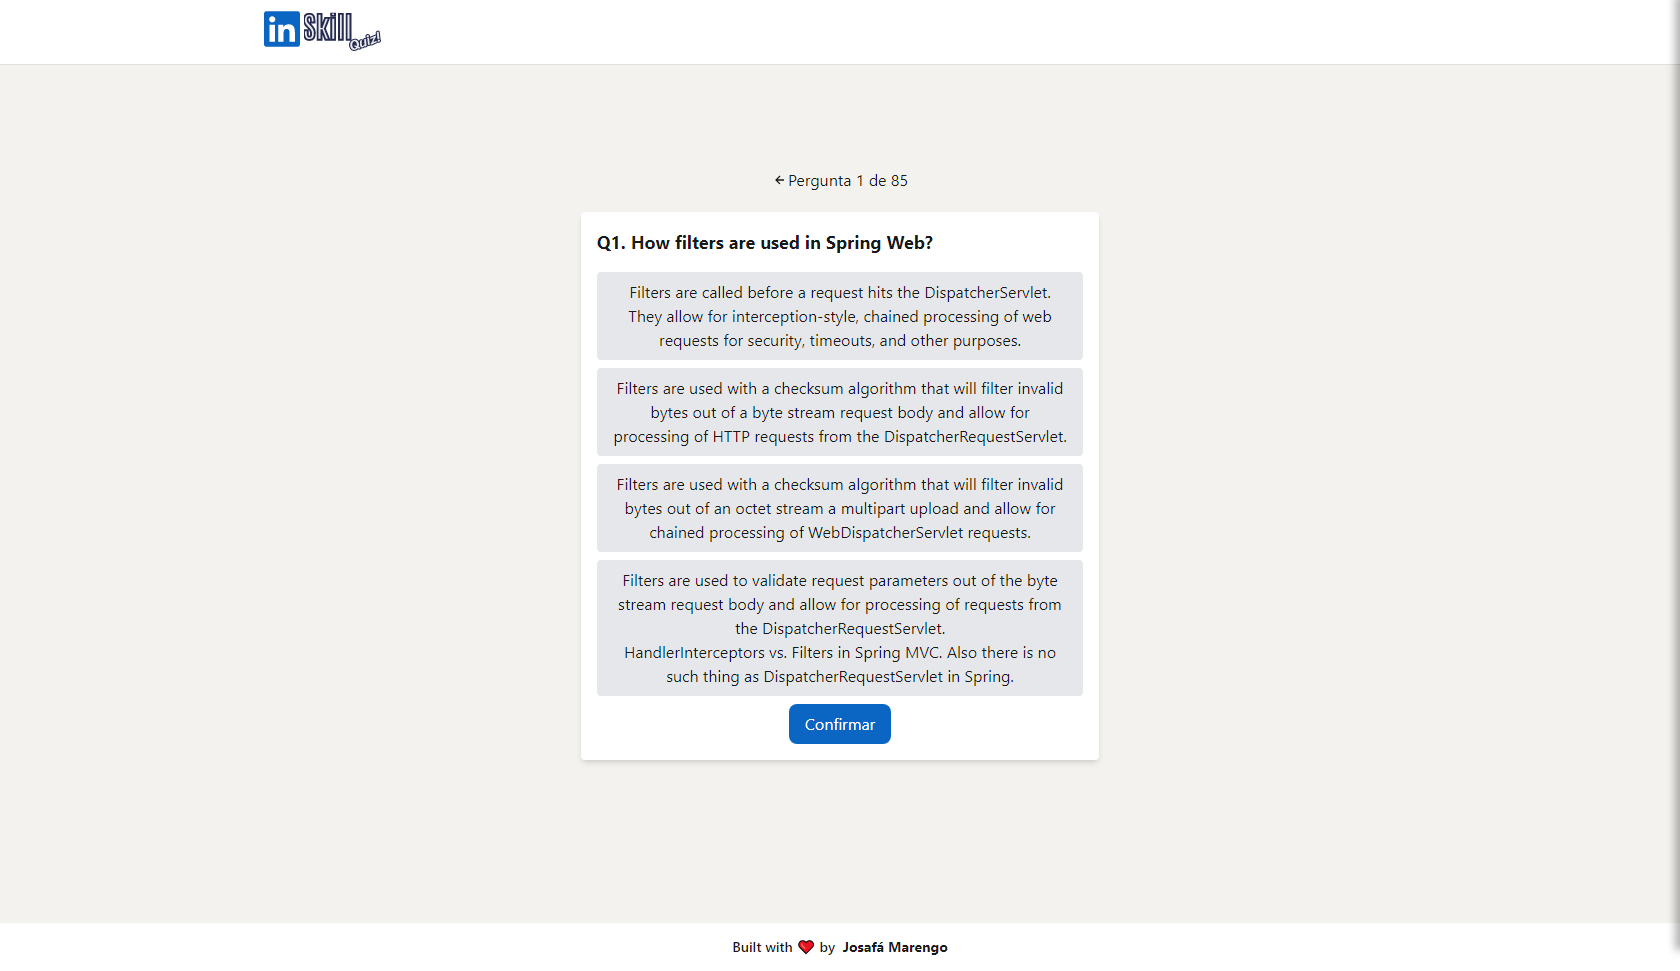 in Skill Quiz!
← Pergunta 1 de 85
Q1. How filters are used in Spring Web?
Filters are called before a request hits the DispatcherServlet.
They allow for interception-style, chained processing of web
requests for security, timeouts, and other purposes.
Filters are used with a checksum algorithm that will filter invalid
bytes out of a byte stream request body and allow for
processing of HTTP requests from the DispatcherRequestServlet.
Filters are used with a checksum algorithm that will filter invalid
bytes out of an octet stream a multipart upload and allow for
chained processing of WebDispatcherServlet requests.
Filters are used to validate request parameters out of the byte
stream request body and allow for processing of requests from
the DispatcherRequestServlet.
HandlerInterceptors vs. Filters in Spring MVC. Also there is no
such thing as DispatcherRequestServlet in Spring.
Confirmar
Built with ❤ by Josafá Marengo